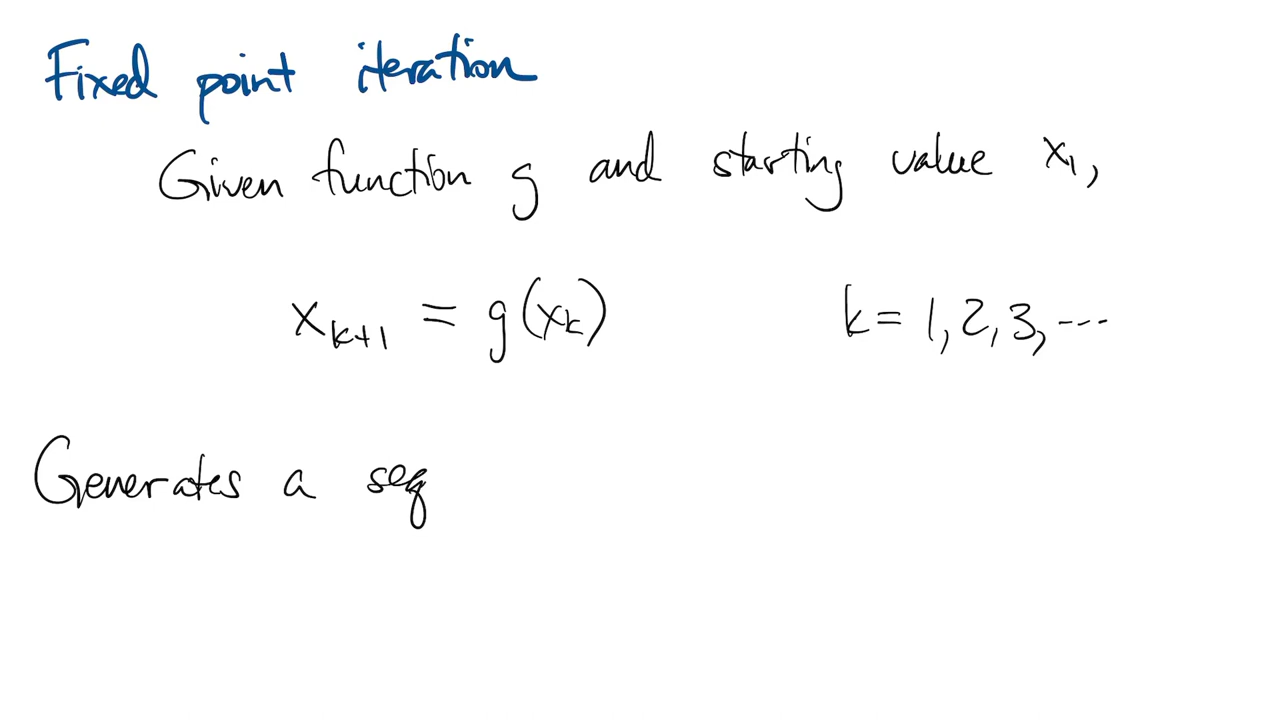 Fixed point iteration
Given function g and starting value x₁,
xₖ₊₁ = g(xₖ) k = 1, 2, 3, ...
Generates a seq